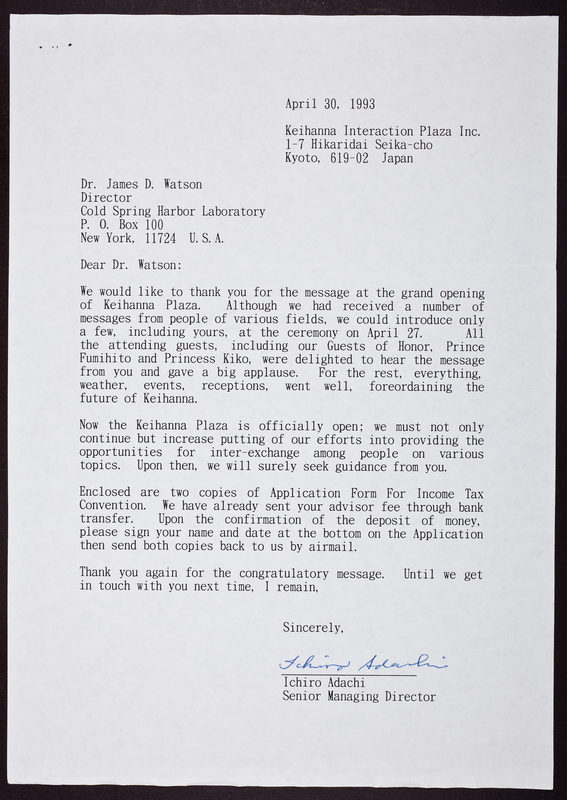 April 30, 1993
Keihanna Interaction Plaza Inc.
1-7 Hikaridai Seika-cho
Kyoto, 619-02 Japan
Dr. James D. Watson
Director
Cold Spring Harbor Laboratory
P. O. Box 100
New York, 11724 U.S.A.
Dear Dr. Watson:
We would like to thank you for the message at the grand opening
of Keihanna Plaza. Although we had received a number of
messages from people of various fields, we could introduce only
a few, including yours, at the ceremony on April 27. All
the attending guests, including our Guests of Honor, Prince
Fumihito and Princess Kiko, were delighted to hear the message
from you and gave a big applause. For the rest, everything,
weather, events, receptions, went well, foreordaining the
future of Keihanna.
Now the Keihanna Plaza is officially open; we must not only
continue but increase putting of our efforts into providing the
opportunities for inter-exchange among people on various
topics. Upon then, we will surely seek guidance from you.
Enclosed are two copies of Application Form For Income Tax
Convention. We have already sent your advisor fee through bank
transfer. Upon the confirmation of the deposit of money,
please sign your name and date at the bottom on the Application
then send both copies back to us by airmail.
Thank you again for the congratulatory message. Until we get
in touch with you next time, I remain,
Sincerely,
Ichiro Adachi
Ichiro Adachi
Senior Managing Director